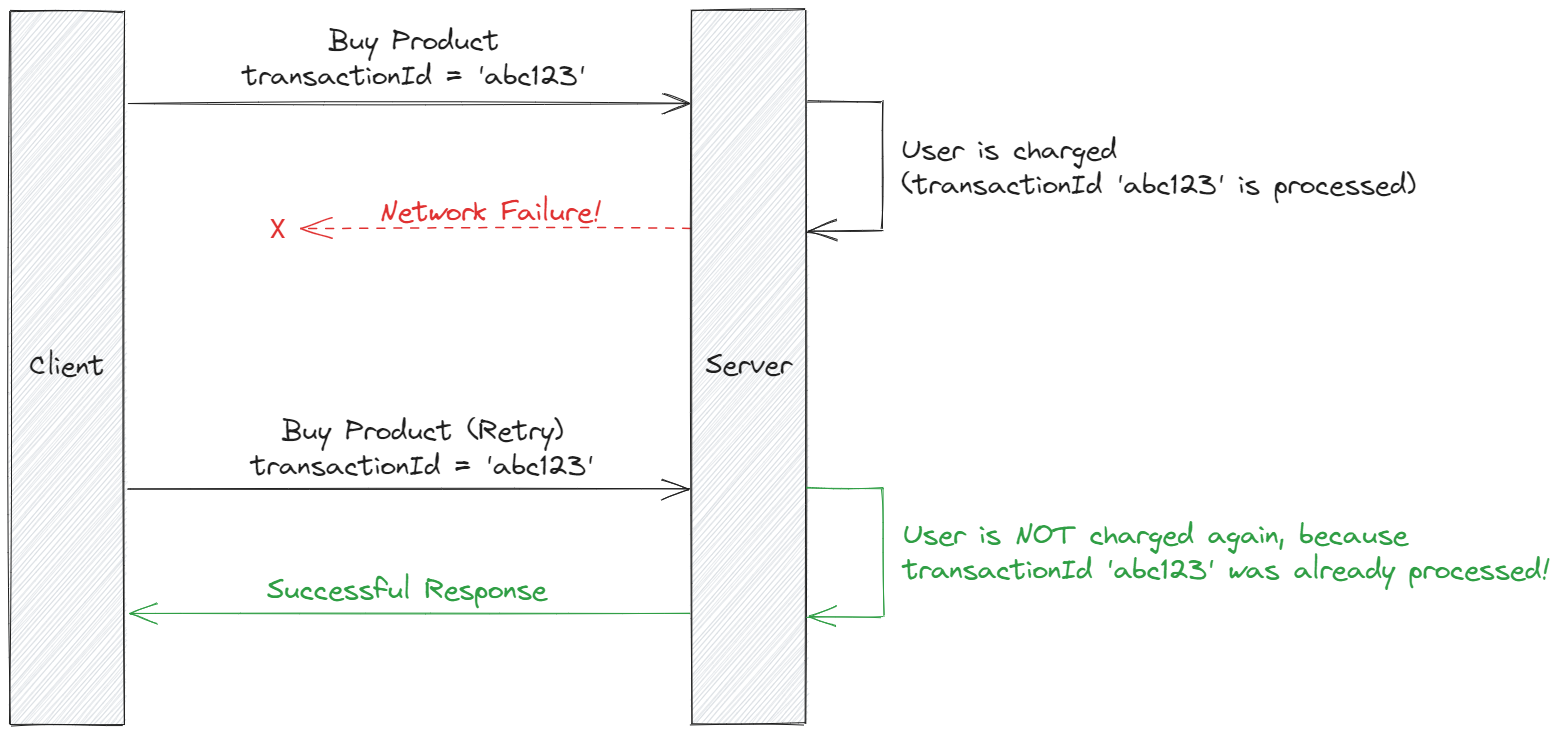 Buy Product
transactionId = 'abc123'
User is charged
(transactionId 'abc123' is processed)
Network Failure!
X
Client
Server
Buy Product (Retry)
transactionId = 'abc123'
User is NOT charged again, because
transactionId 'abc123' was already processed!
Successful Response